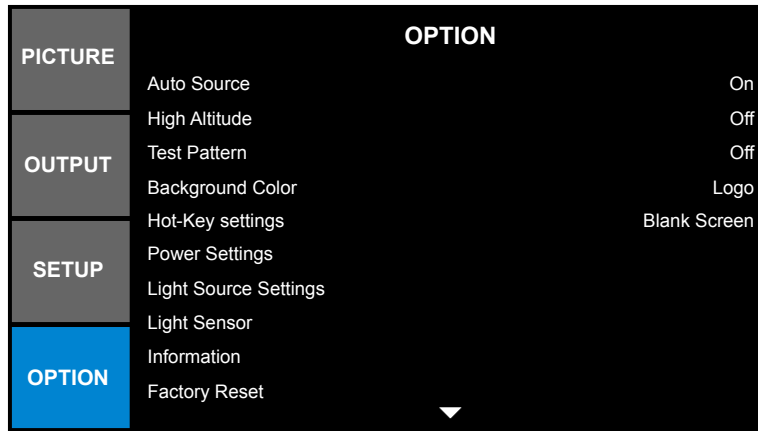 PICTURE
OUTPUT
SETUP
OPTION
OPTION
Auto Source On
High Altitude Off
Test Pattern Off
Background Color Logo
Hot-Key settings Blank Screen
Power Settings
Light Source Settings
Light Sensor
Information
Factory Reset